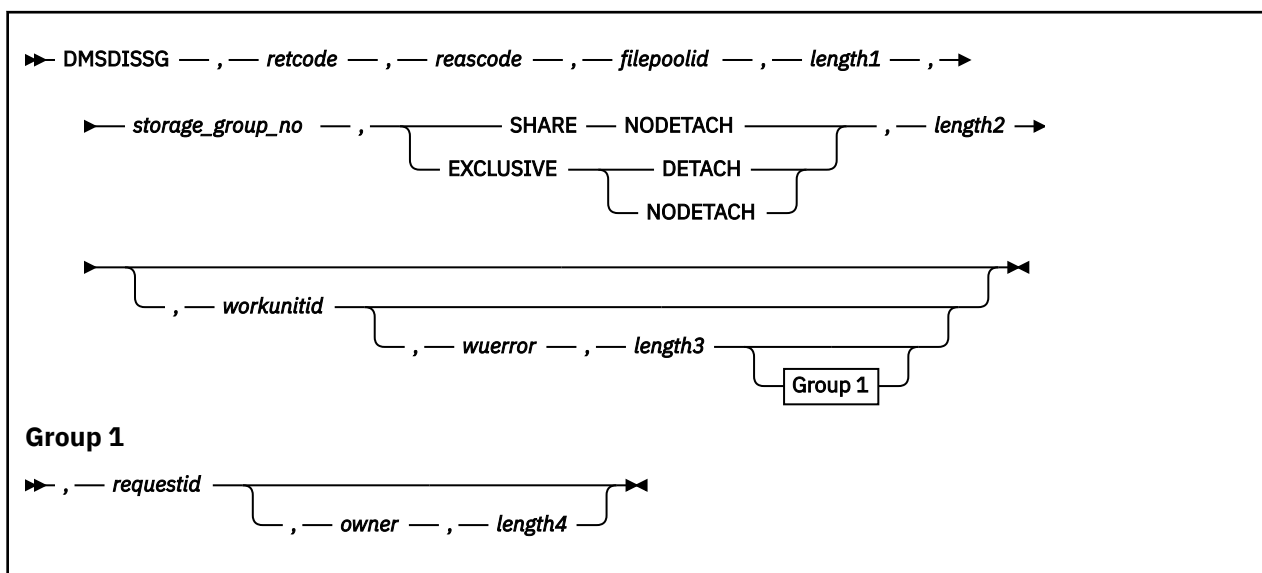 DMSDISSG , retcode , reascode , filepoolid , length1 ,
storage_group_no , SHARE NODETACH , length2
EXCLUSIVE DETACH
NODETACH
, workunitid
, wuerror , length3
Group 1
Group 1
, requestid
, owner , length4